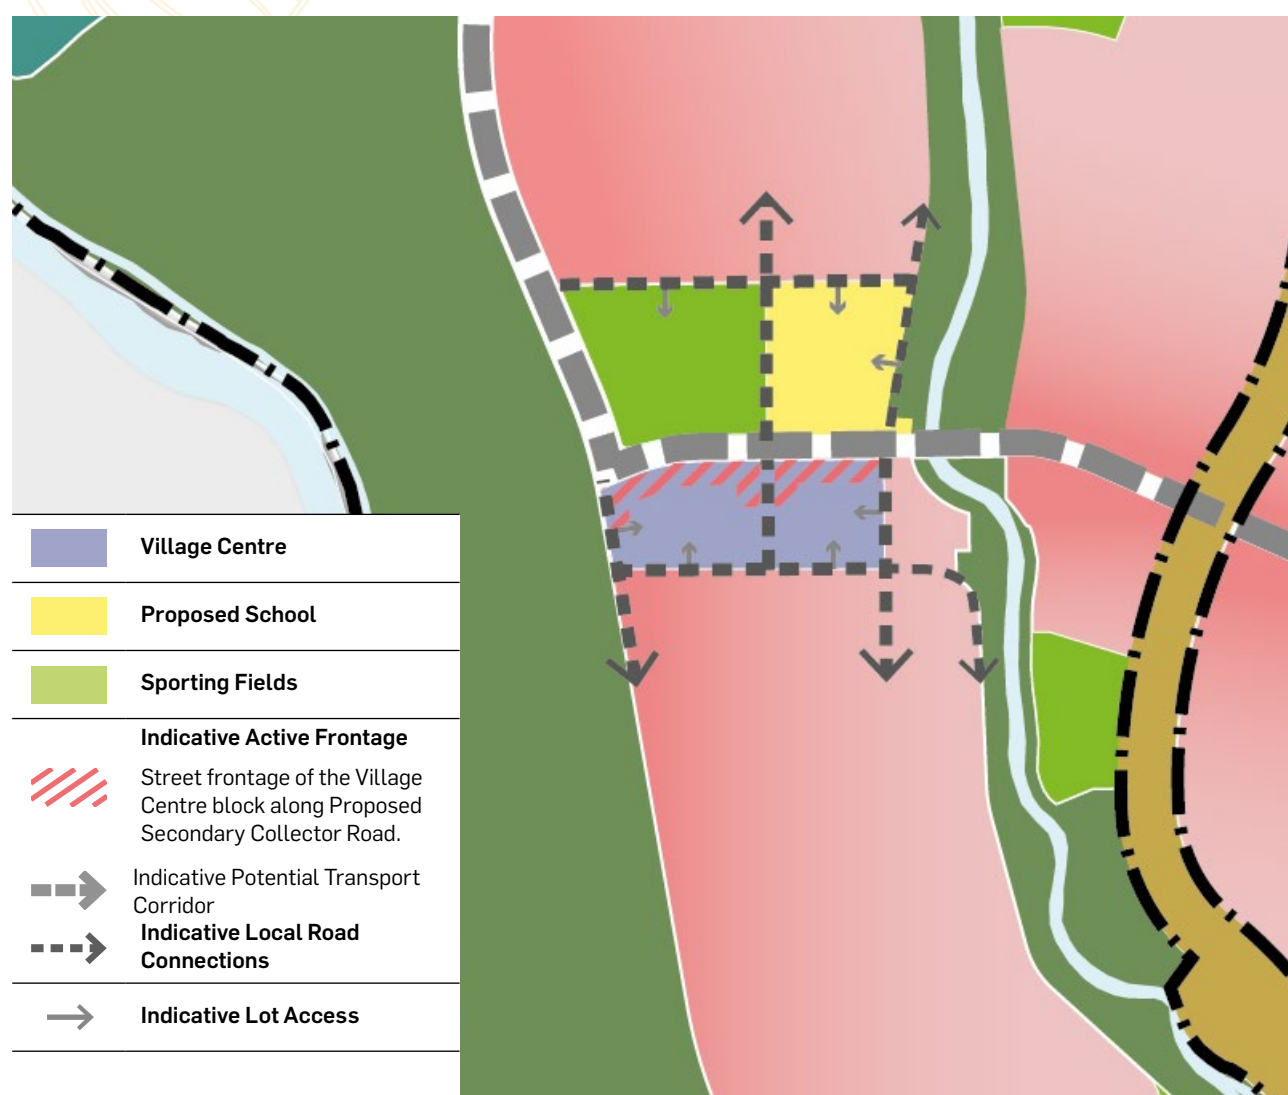 Village Centre
Proposed School
Sporting Fields
Indicative Active Frontage
Street frontage of the Village
Centre block along Proposed
Secondary Collector Road.
Indicative Potential Transport
Corridor
Indicative Local Road
Connections
Indicative Lot Access